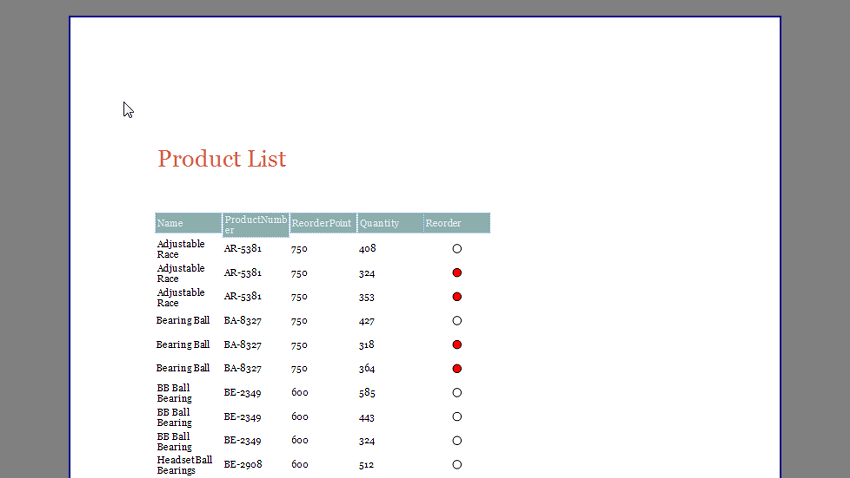 Product List
Name ProductNumb er ReorderPoint Quantity Reorder
Adjustable Race AR-5381 750 408
Adjustable Race AR-5381 750 324
Adjustable Race AR-5381 750 353
Bearing Ball BA-8327 750 427
Bearing Ball BA-8327 750 318
Bearing Ball BA-8327 750 364
BB Ball Bearing BE-2349 600 585
BB Ball Bearing BE-2349 600 443
BB Ball Bearing BE-2349 600 324
HeadsetBall Bearings BE-2908 600 512